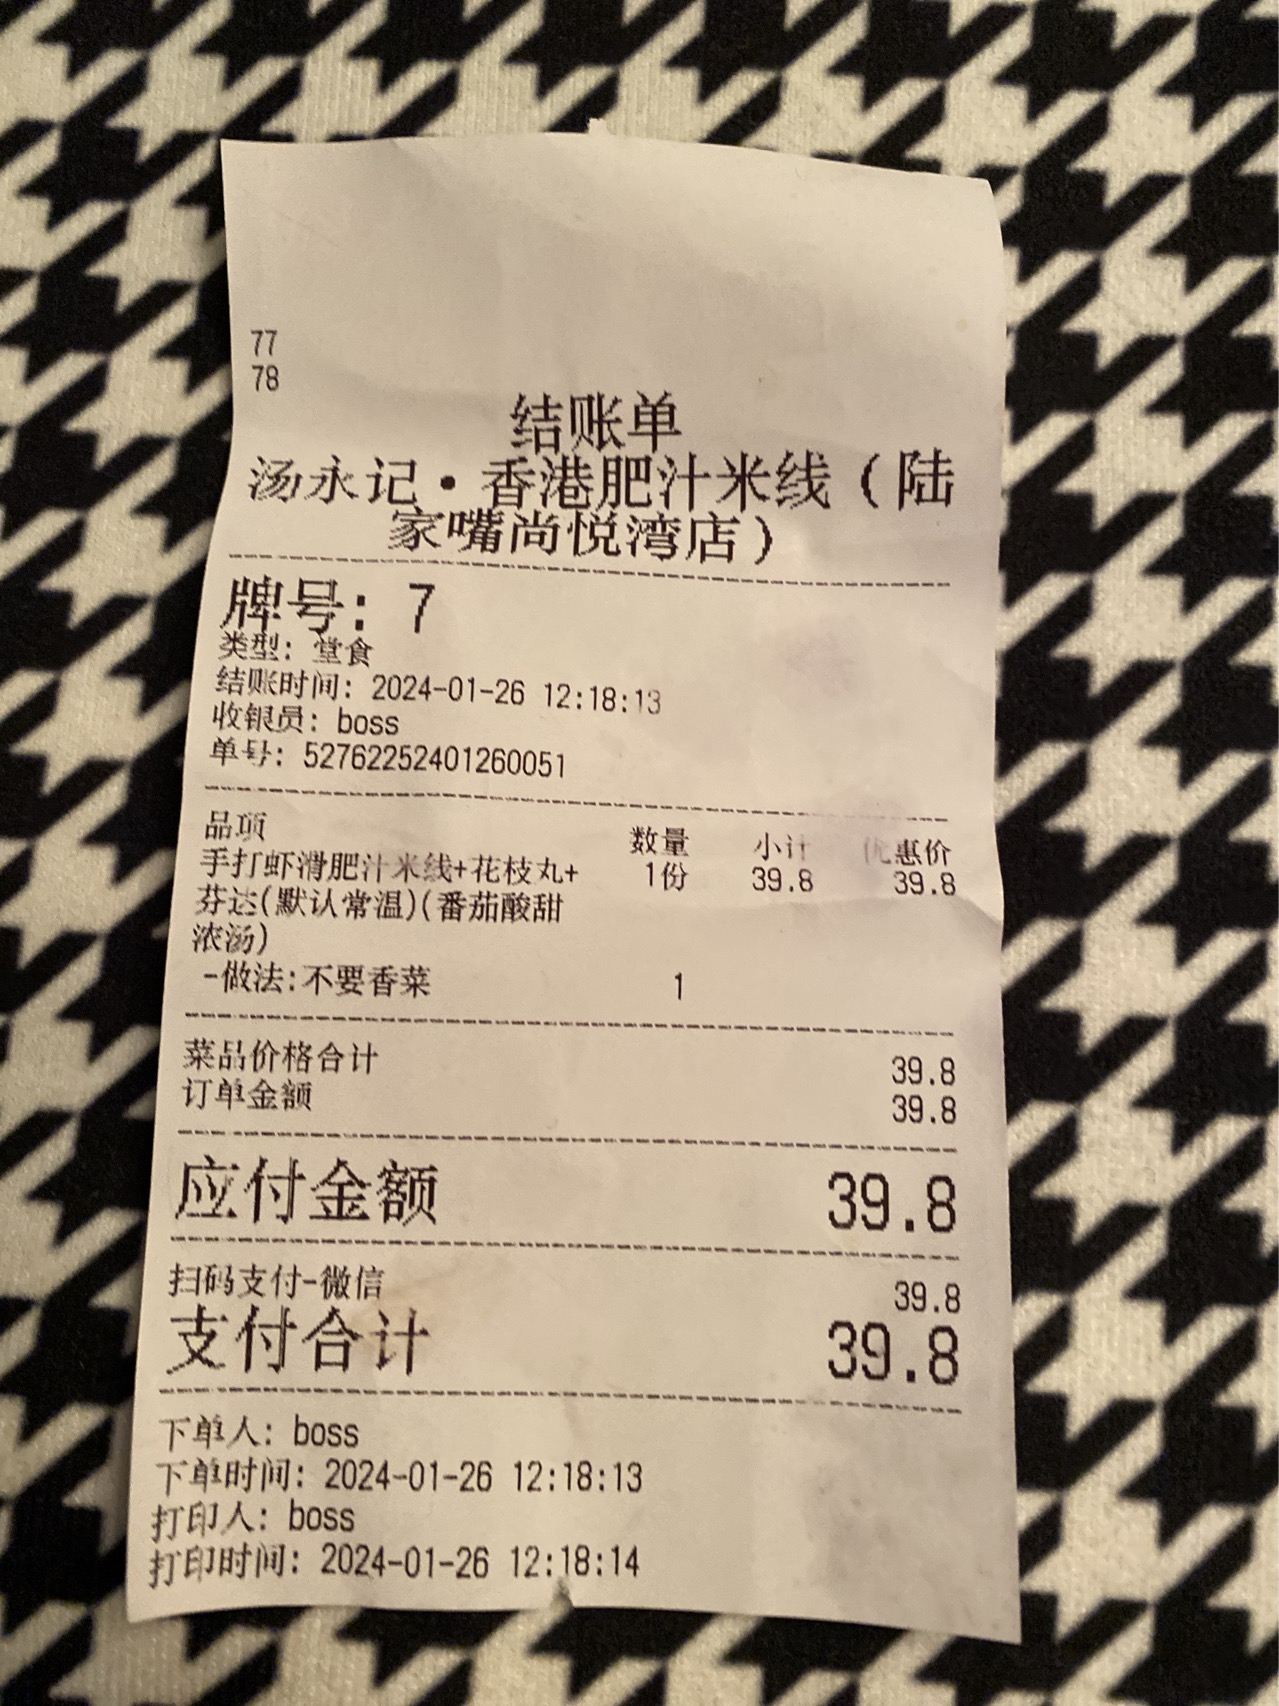 77
78
结账单
汤永记·香港肥汁米线(陆
家嘴尚悦湾店)
牌号: 7
类型: 堂食
结账时间: 2024-01-26 12:18:13
收银员: boss
单号: 52762252401260051
品项 数量 小计 优惠价
手打虾滑肥汁米线+花枝丸+ 1份 39.8 39.8
芬达(默认常温)(番茄酸甜
浓汤)
-做法:不要香菜 1
菜品价格合计 39.8
订单金额 39.8
应付金额 39.8
扫码支付-微信 39.8
支付合计 39.8
下单人: boss
下单时间: 2024-01-26 12:18:13
打印人: boss
打印时间: 2024-01-26 12:18:14